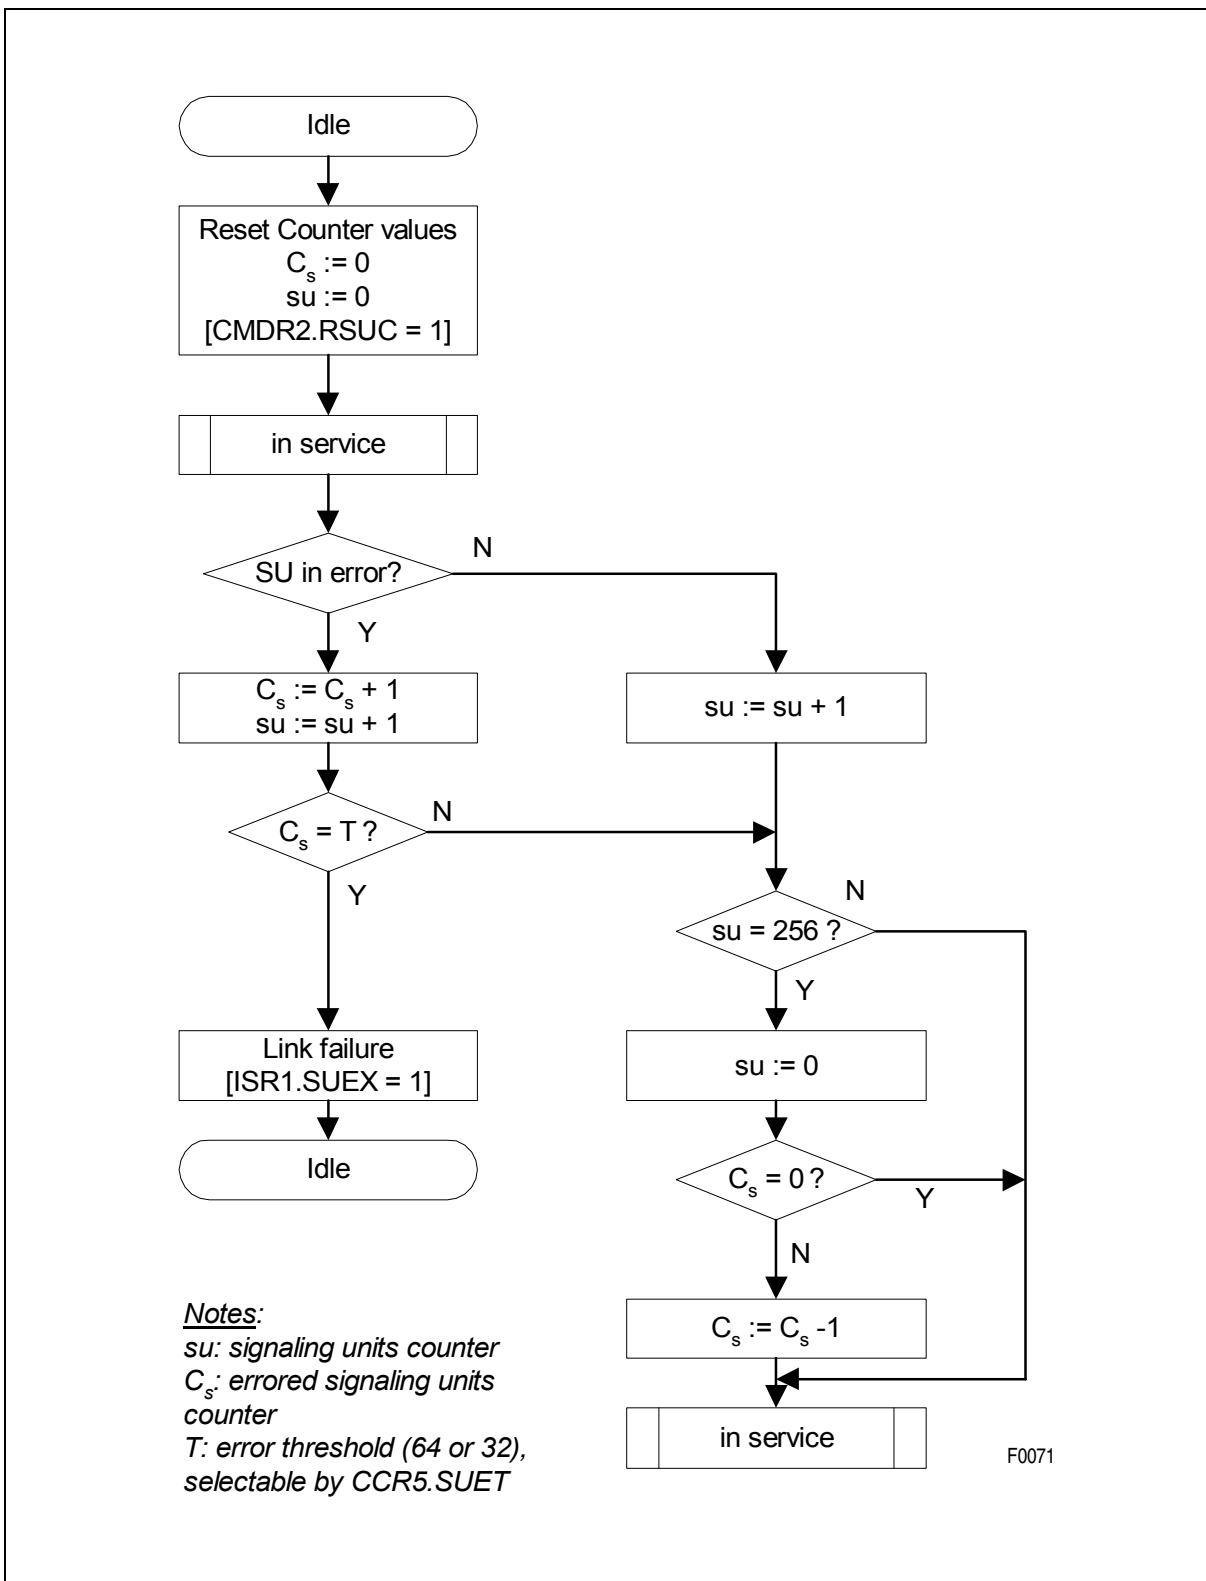 Idle
Reset Counter values
Cs := 0
su := 0
[CMDR2.RSUC = 1]
in service
SU in error?
N
Y
Cs := Cs + 1
su := su + 1
su := su + 1
Cs = T ?
N
Y
su = 256 ?
N
Y
Link failure
[ISR1.SUEX = 1]
su := 0
Idle
Cs = 0 ?
Y
N
Cs := Cs -1
in service
Notes:
su: signaling units counter
Cs: errored signaling units
counter
T: error threshold (64 or 32),
selectable by CCR5.SUET
F0071